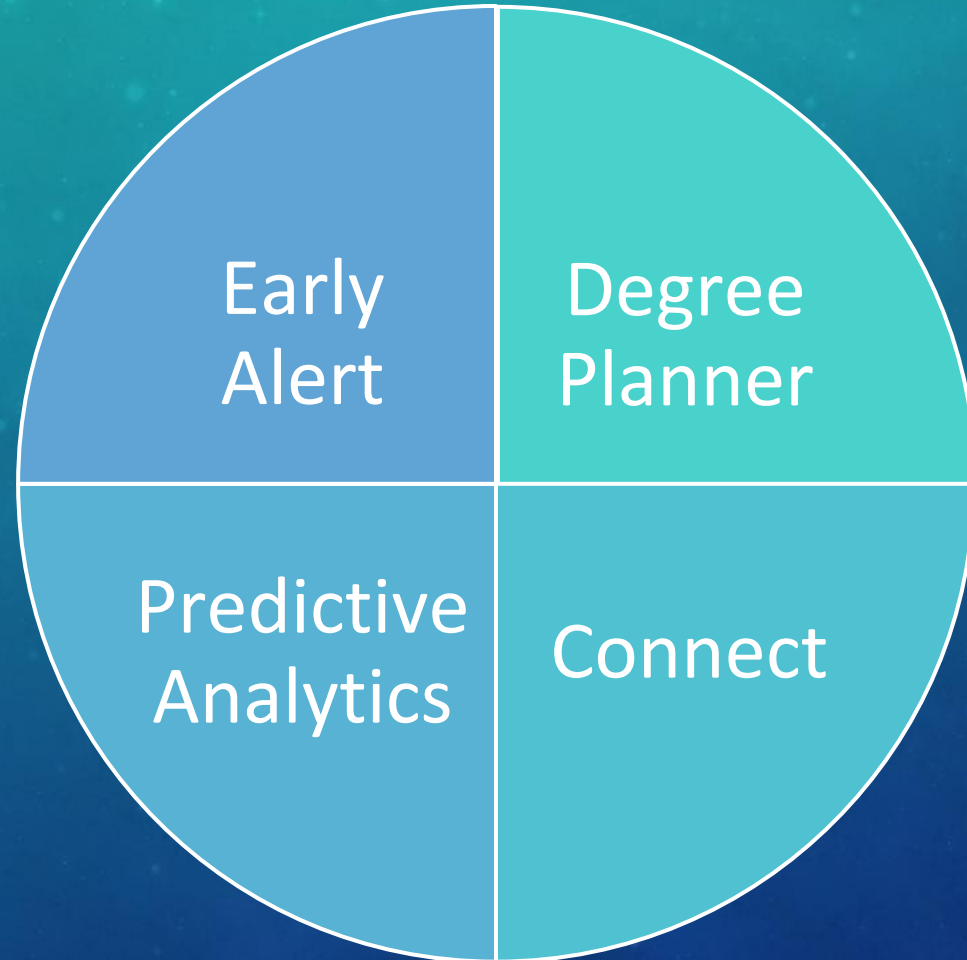 Early
Alert
Degree
Planner
Predictive
Analytics
Connect